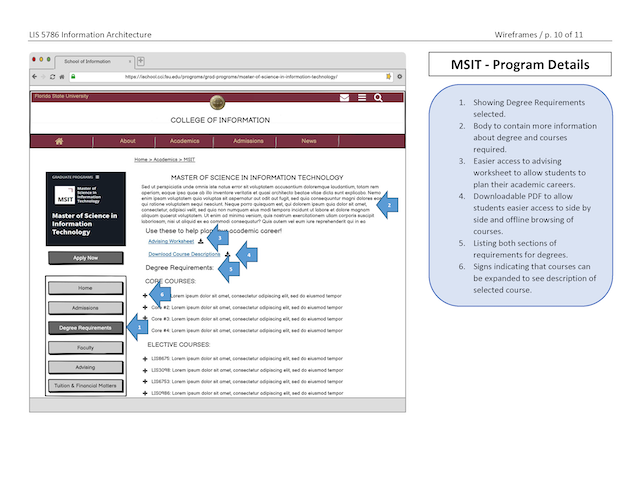 LIS 5786 Information Architecture
Wireframes / p. 10 of 11
School of Information
https://ischool.cci.fsu.edu/programs/grad-programs/master-of-science-in-information-technology/
Florida State University
COLLEGE OF INFORMATION
About
Academics
Admissions
News
Home > Academics > MSIT
GRADUATE PROGRAMS
MSIT
Master of
Science in
Information
Technology
Master of Science in
Information
Technology
Apply Now
Home
Admissions
Degree Requirements
Faculty
Advising
Tuition & Financial Matters
MASTER OF SCIENCE IN INFORMATION TECHNOLOGY
Sed ut perspiciatis unde omnis iste natus error sit voluptatem accusantium doloremque laudantium, totam rem
aperiam, eaque ipsa quae ab illo inventore veritatis et quasi architecto beatae vitae dicta sunt explicabo. Nemo
enim ipsam voluptatem quia voluptas sit aspernatur aut odit aut fugit, sed quia consequuntur magni dolores eos
qui ratione voluptatem sequi nesciunt. Neque porro quisquam est, qui dolorem ipsum quia dolor sit amet,
consectetur, adipisci velit, sed quia non numquam eius modi tempora incidunt ut labore et dolore magnam
aliquam quaerat voluptatem. Ut enim ad minima veniam, quis nostrum exercitationem ullam corporis suscipit
laboriosam, nisi ut aliquid ex ea commodi consequatur? Quis autem vel eum iure reprehenderit qui in ea
Use these to help plan your academic career!
Advising Worksheet
3
Download Course Descriptions
4
Degree Requirements:
5
CORE COURSES:
6
Lorem ipsum dolor sit amet, consectetur adipiscing elit, sed do eiusmod tempor
Core #2: Lorem ipsum dolor sit amet, consectetur adipiscing elit, sed do eiusmod tempor
Core #3: Lorem ipsum dolor sit amet, consectetur adipiscing elit, sed do eiusmod tempor
Core #4: Lorem ipsum dolor sit amet, consectetur adipiscing elit, sed do eiusmod tempor
1
2
ELECTIVE COURSES:
LIS8675: Lorem ipsum dolor sit amet, consectetur adipiscing elit, sed do eiusmod tempor
LIS3098: Lorem ipsum dolor sit amet, consectetur adipiscing elit, sed do eiusmod tempor
LIS6753: Lorem ipsum dolor sit amet, consectetur adipiscing elit, sed do eiusmod tempor
LIS0986: Lorem ipsum dolor sit amet, consectetur adipiscing elit, sed do eiusmod tempor
MSIT - Program Details
1. Showing Degree Requirements
selected.
2. Body to contain more information
about degree and courses
required.
3. Easier access to advising
worksheet to allow students to
plan their academic careers.
4. Downloadable PDF to allow
students easier access to side by
side and offline browsing of
courses.
5. Listing both sections of
requirements for degrees.
6. Signs indicating that courses can
be expanded to see description of
selected course.